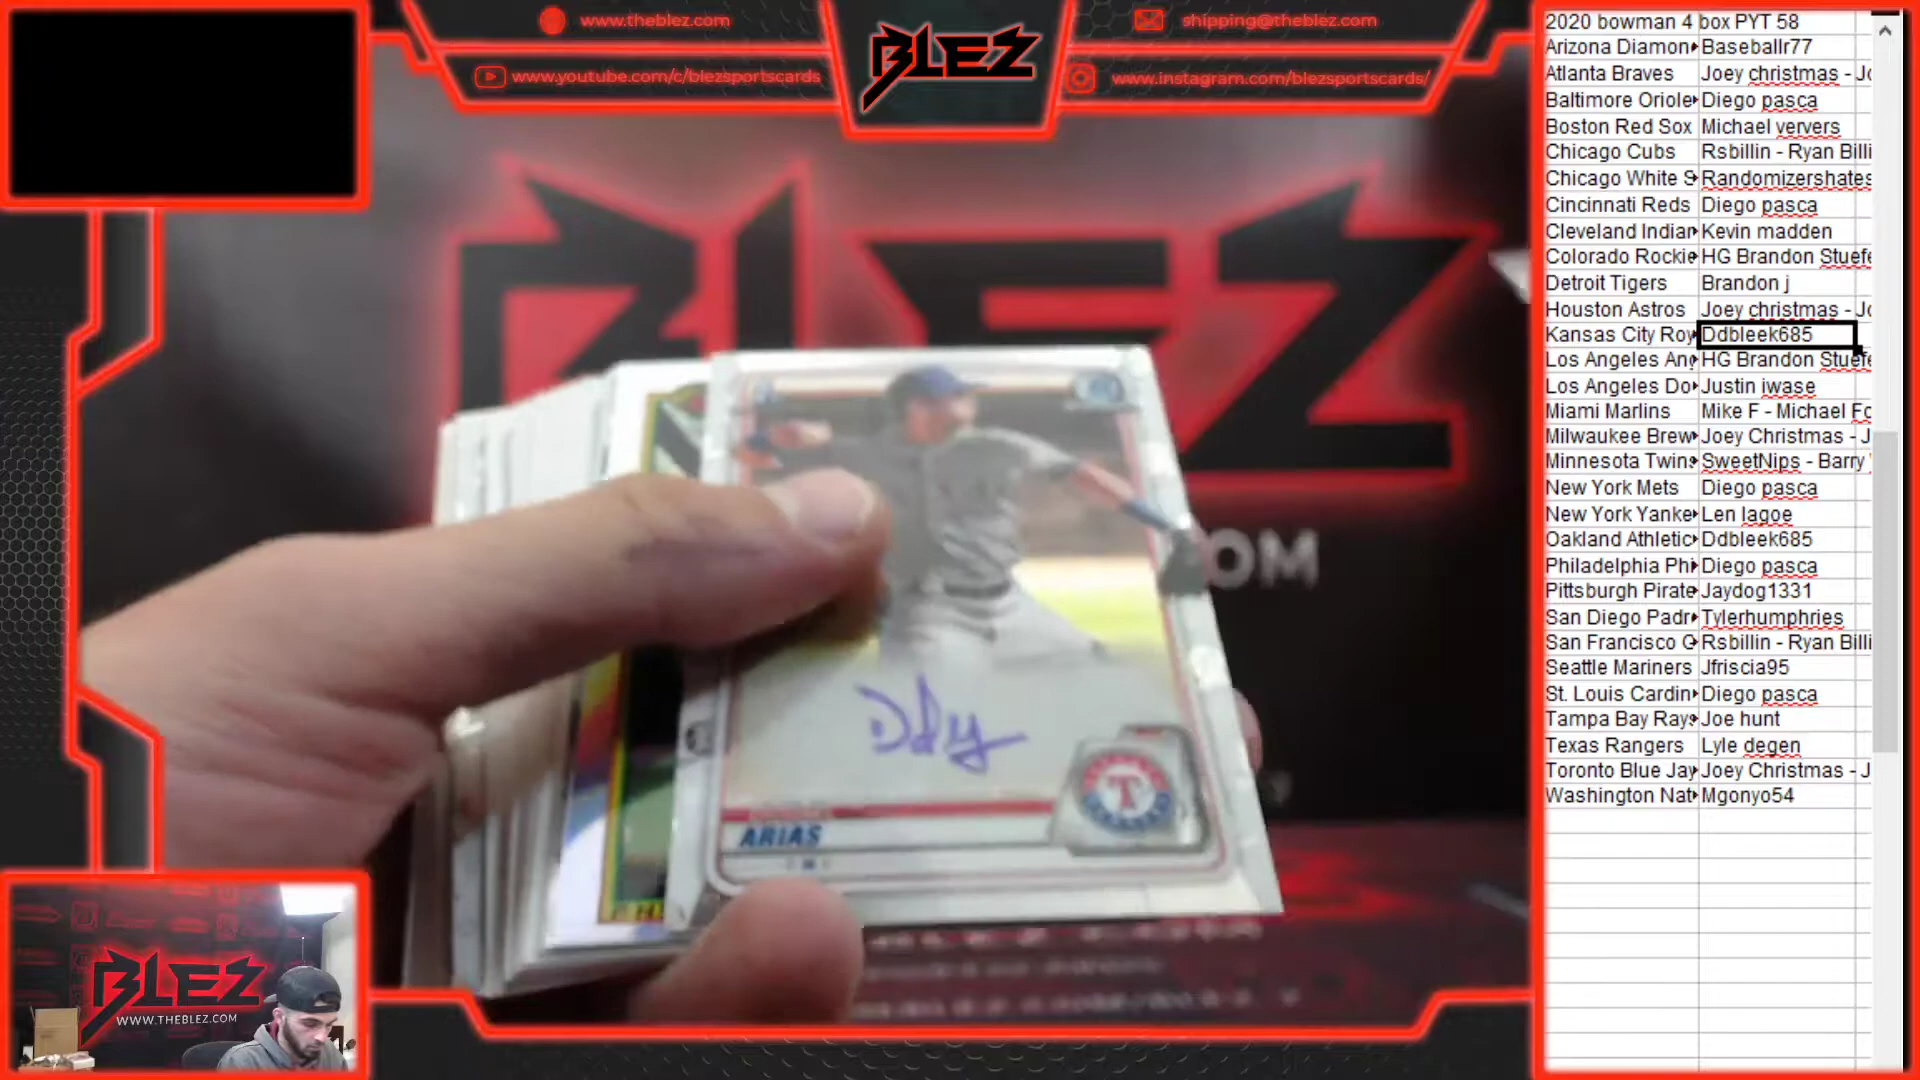 www.theblez.com
shipping@theblez.com
www.youtube.com/c/blezsportscards
www.instagram.com/blezsportscards/
BLEZ
BLEZ
OM
ARIAS
T
BLEZ
WWW.THEBLEZ.COM
2020 bowman 4 box PYT 58
Arizona Diamon Baseballr77
Atlanta Braves Joey christmas - Jo
Baltimore Oriole Diego pasca
Boston Red Sox Michael ververs
Chicago Cubs Rsbillin - Ryan Billi
Chicago White S Randomizershates
Cincinnati Reds Diego pasca
Cleveland Indian Kevin madden
Colorado Rockie HG Brandon Stuefe
Detroit Tigers Brandon j
Houston Astros Joey christmas - Jo
Kansas City Roy Ddbleek685
Los Angeles Ang HG Brandon Stuefe
Los Angeles Do Justin iwase
Miami Marlins Mike F - Michael Fo
Milwaukee Brew Joey Christmas - J
Minnesota Twins SweetNips - Barry
New York Mets Diego pasca
New York Yanke Len lagoe
Oakland Athletic Ddbleek685
Philadelphia Phi Diego pasca
Pittsburgh Pirate Jaydog1331
San Diego Padr Tylerhumphries
San Francisco G Rsbillin - Ryan Billi
Seattle Mariners Jfriscia95
St. Louis Cardin Diego pasca
Tampa Bay Rays Joe hunt
Texas Rangers Lyle degen
Toronto Blue Jay Joey Christmas - J
Washington Nat Mgonyo54